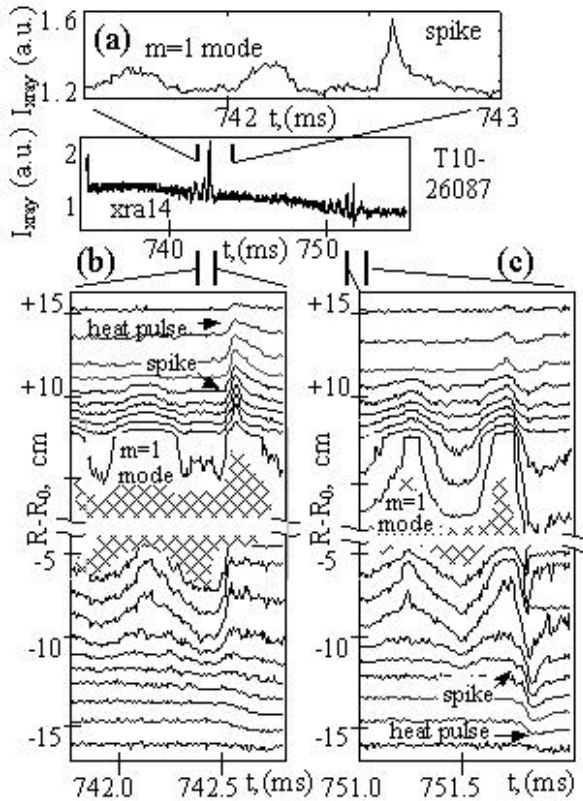 1.6
(a)
spike
m=1 mode
I_xray (a.u.)
1.2
742 t,(ms) 743
2
T10-
26087
I_xray (a.u.)
1
xra14
740 t,(ms) 750
(b)
(c)
+15
+15
heat pulse
spike
+10
+10
m=1
mode
m=1
mode
R-R₀, cm
R-R₀, cm
-5
-5
-10
-10
spike
heat pulse
-15
-15
742.0 742.5 t,(ms)
751.0 751.5 t,(ms)